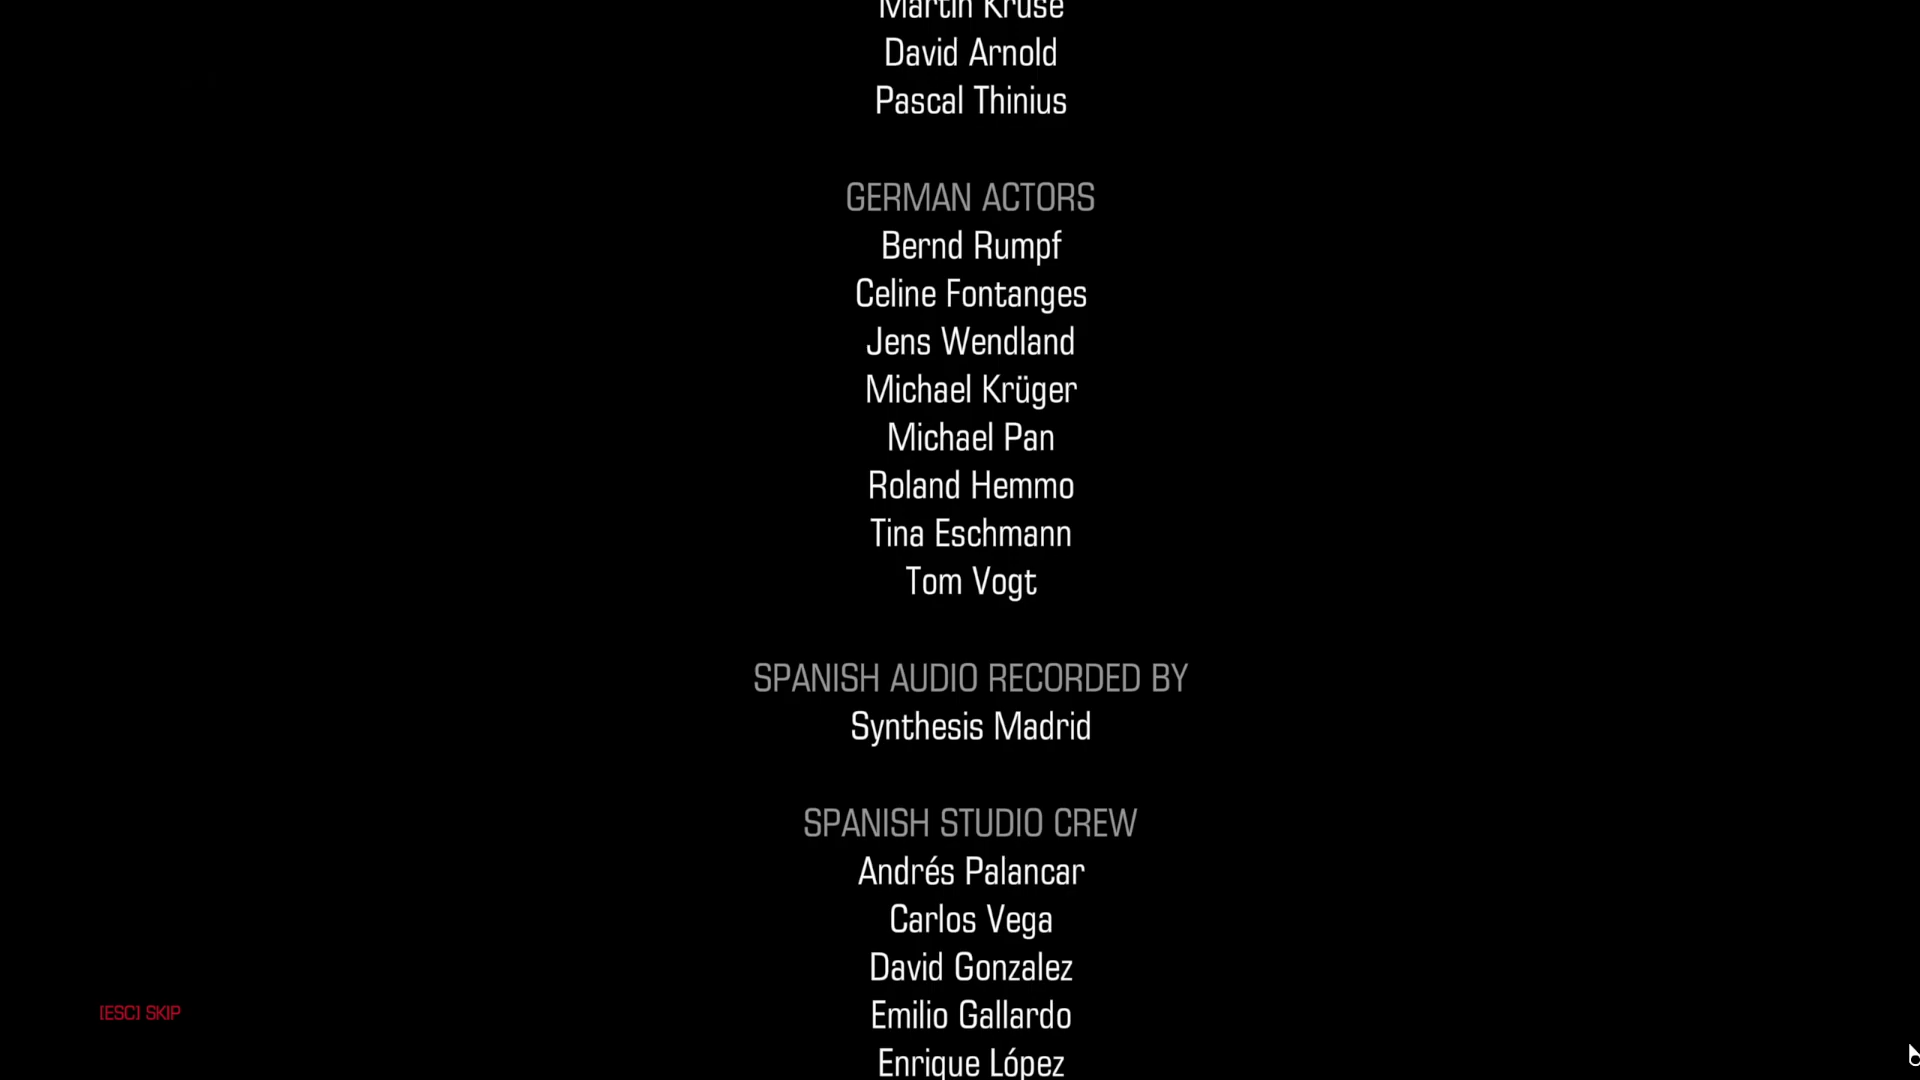 Martin Kruse
David Arnold
Pascal Thinius
GERMAN ACTORS
Bernd Rumpf
Celine Fontanges
Jens Wendland
Michael Krüger
Michael Pan
Roland Hemmo
Tina Eschmann
Tom Vogt
SPANISH AUDIO RECORDED BY
Synthesis Madrid
SPANISH STUDIO CREW
Andrés Palancar
Carlos Vega
David Gonzalez
Emilio Gallardo
Enrique López
[ESC] SKIP